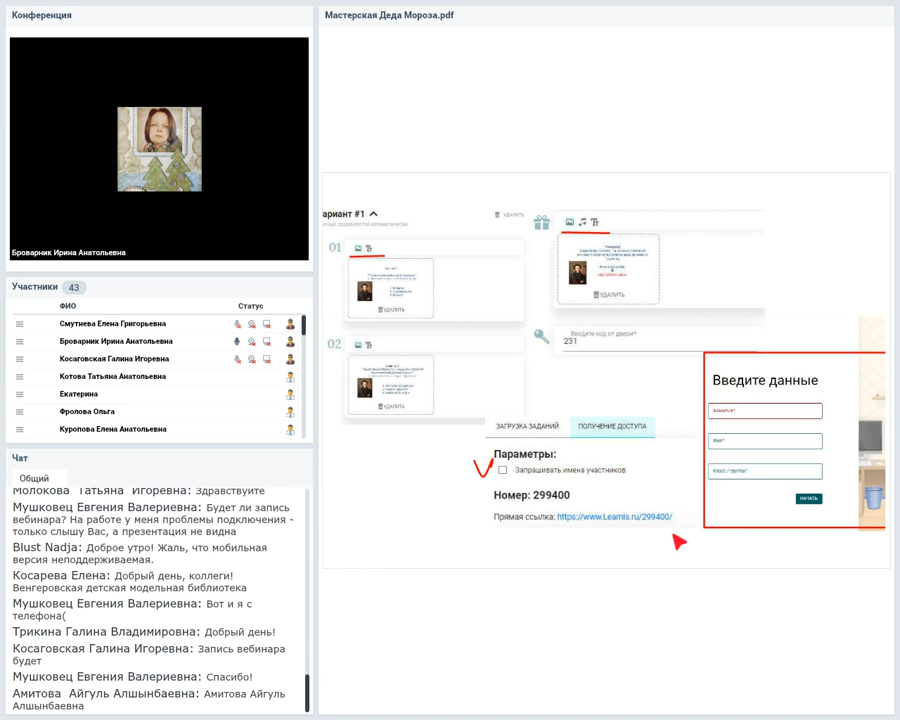 Конференция
Броварник Ирина Анатольевна
Участники 43
ФИО Статус
Смутнева Елена Григорьевна
Броварник Ирина Анатольевна
Косаговская Галина Игоревна
Котова Татьяна Анатольевна
Екатерина
Фролова Ольга
Куропова Елена Анатольевна
Чат
Общий
Молокова Татьяна Игоревна: Здравствуйте
Мушковец Евгения Валериевна: Будет ли запись
вебинара? На работе у меня проблемы подключения -
только слышу Вас, а презентация не видна
Blust Nadja: Доброе утро! Жаль, что мобильная
версия неподдерживаемая.
Косарева Елена: Добрый день, коллеги!
Венгеровская детская модельная библиотека
Мушковец Евгения Валериевна: Вот и я с
телефона(
Трикина Галина Владимировна: Добрый день!
Косаговская Галина Игоревна: Запись вебинара
будет
Мушковец Евгения Валериевна: Спасибо!
Амитова Айгуль Алшынбаевна: Амитова Айгуль
Алшынбаевна
Мастерская Деда Мороза.pdf
ариант #1
УДАЛИТЬ
01
УДАЛИТЬ
02
УДАЛИТЬ
УДАЛИТЬ
Введите код от двери*
231
ЗАГРУЗКА ЗАДАНИЙ ПОЛУЧЕНИЕ ДОСТУПА
Параметры:
Запрашивать имена участников
Номер: 299400
Прямая ссылка: https://www.Learnis.ru/299400/
Введите данные
Фамилия*
Имя*
Класс / группа*
НАЧАТЬ